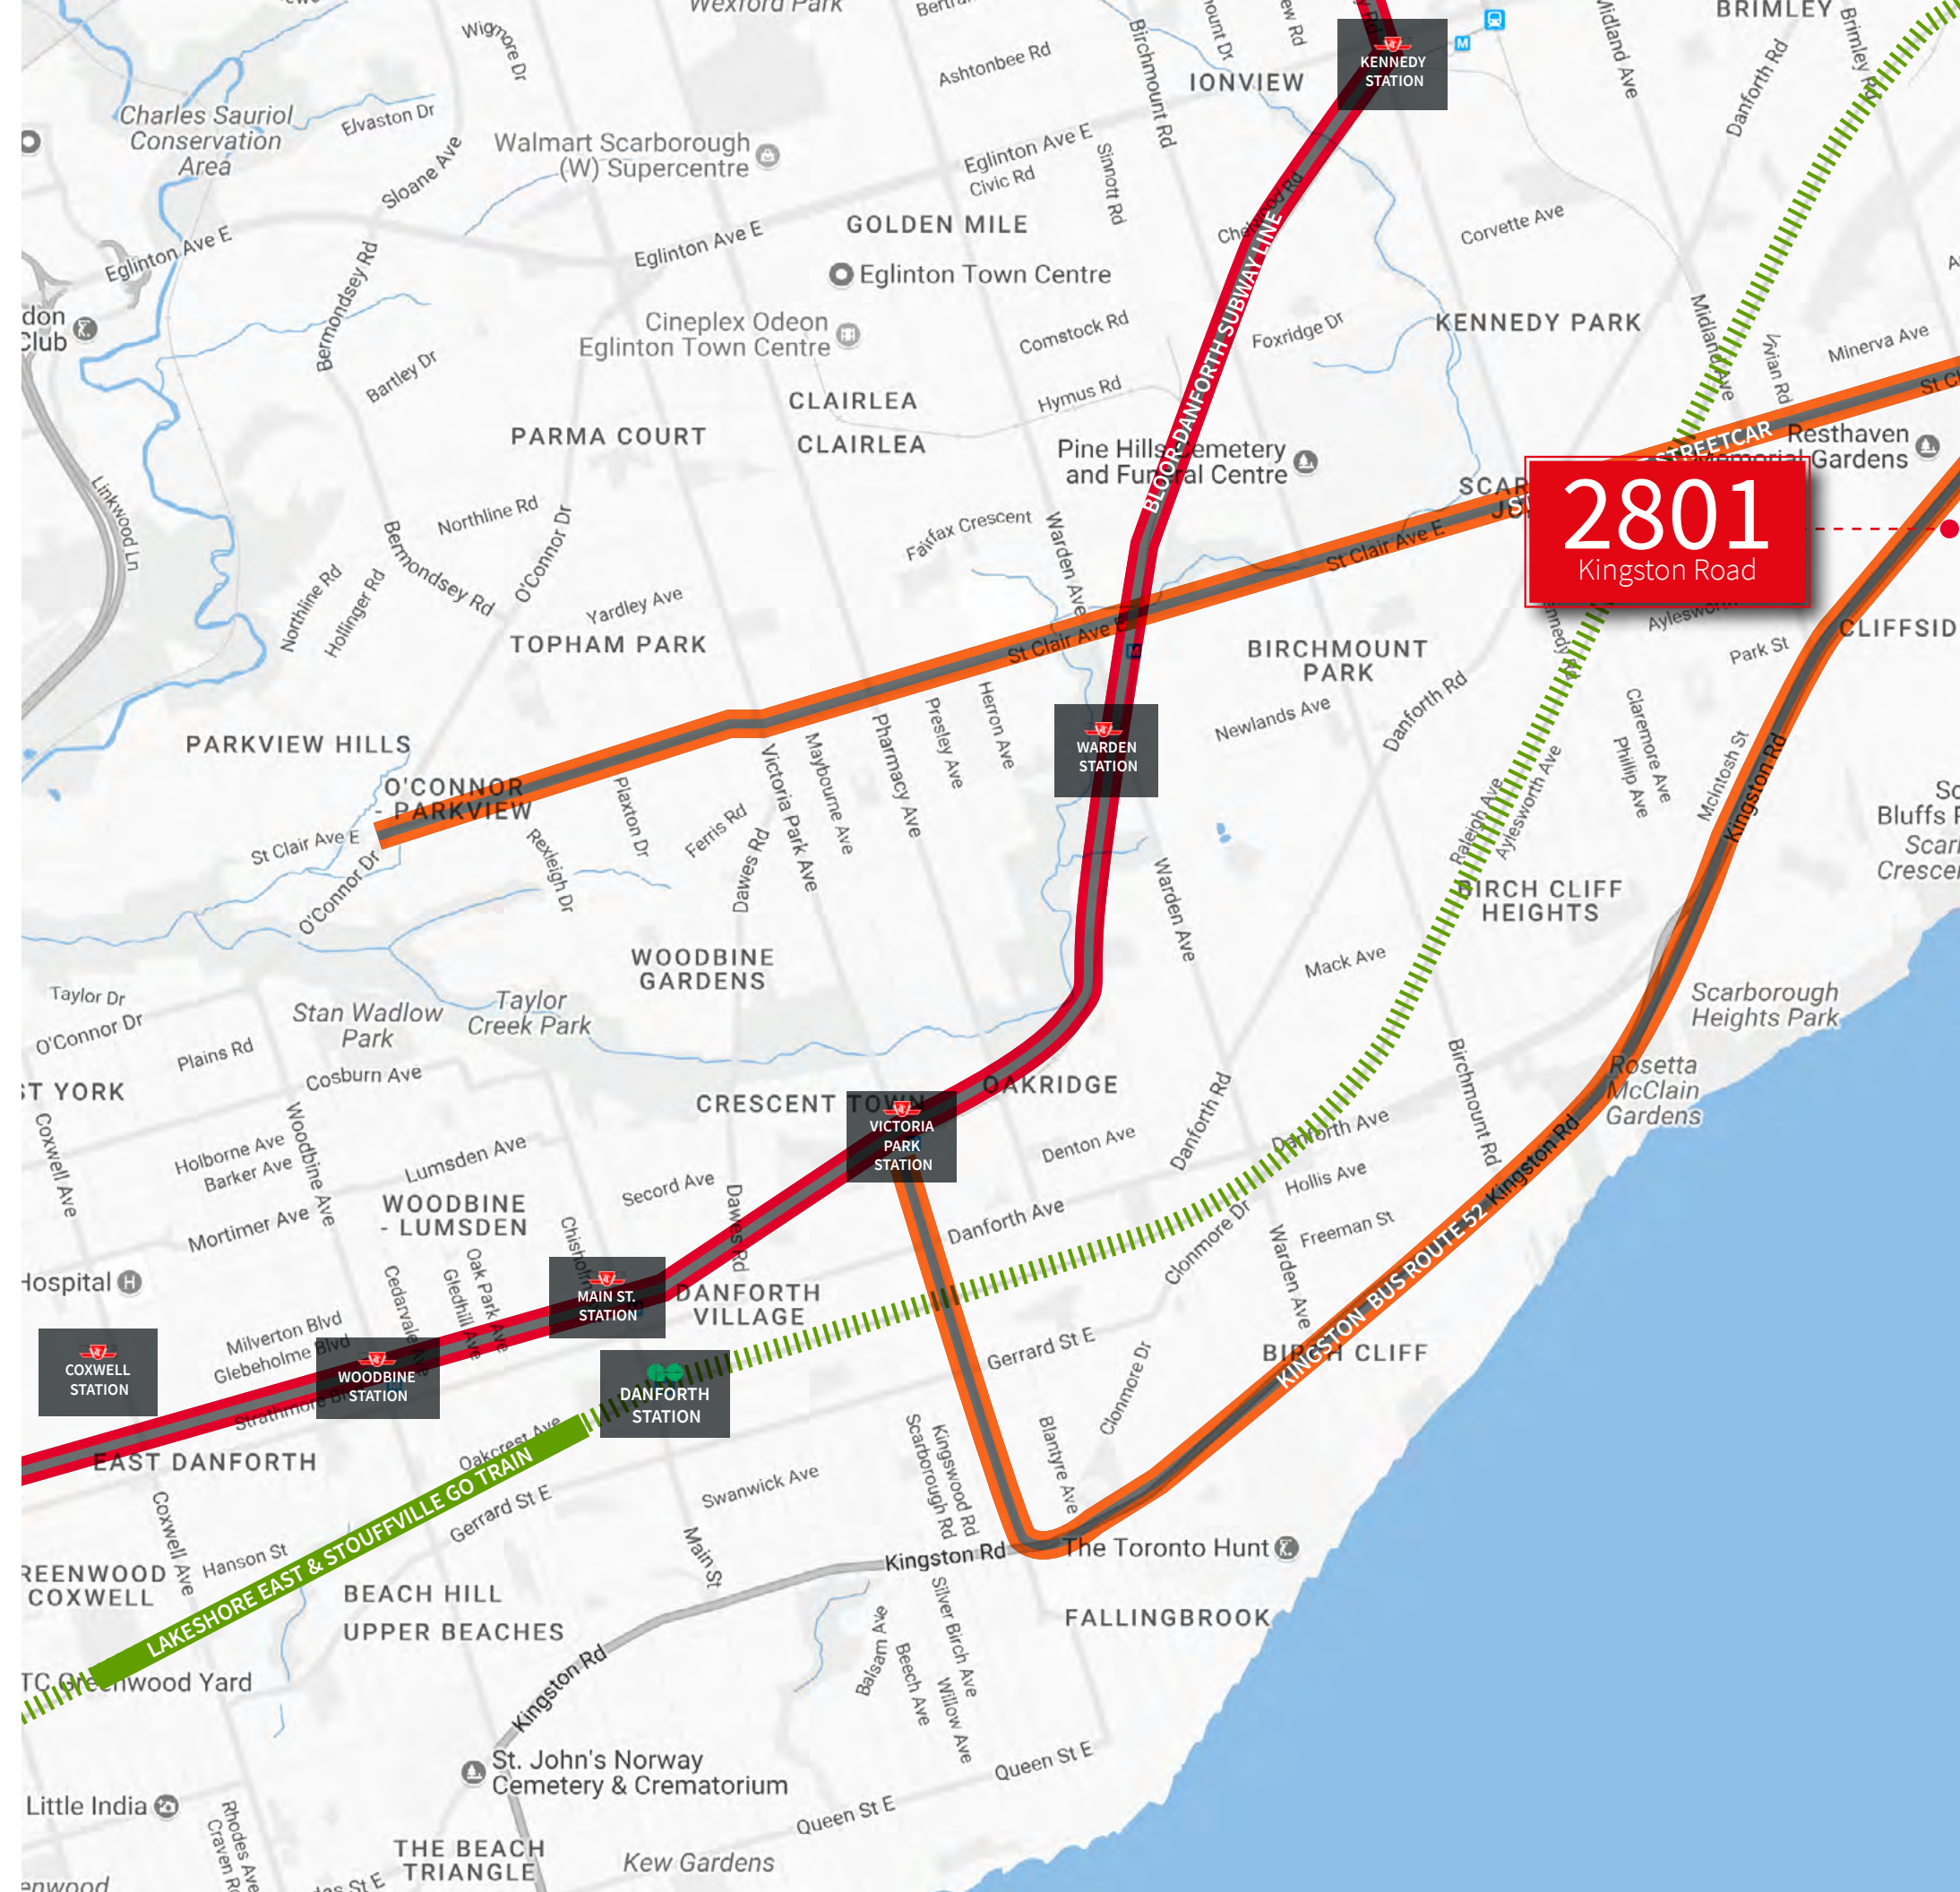 Wexford Park
BRIMLEY
Wigmore Dr
Ashtonbee Rd
Birchmount Rd
IONVIEW
KENNEDY
STATION
Midland Ave
Danforth Rd
Brimley Rd
Charles Sauriol
Conservation
Area
Elvaston Dr
Sloane Ave
Walmart Scarborough
(W) Supercentre
Eglinton Ave E
Civic Rd
Sinnott Rd
Eglinton Ave E
Bermondsey Rd
Eglinton Ave E
GOLDEN MILE
Eglinton Town Centre
Corvette Ave
BLOOR-DANFORTH SUBWAY LINE
Cineplex Odeon
Eglinton Town Centre
Comstock Rd
Foxridge Dr
KENNEDY PARK
Midland Ave
Vivian Rd
Minerva Ave
Bartley Dr
Hymus Rd
CLAIRLEA
CLAIRLEA
PARMA COURT
Pine Hills Cemetery
and Funeral Centre
STREETCAR
Resthaven
Memorial Gardens
2801
Kingston Road
Linkwood Ln
Northline Rd
Bermondsey Rd
O'Connor Dr
Fairfax Crescent
Warden Ave
St Clair Ave E
Northline Rd
Hollinger Rd
Yardley Ave
TOPHAM PARK
St Clair Ave E
BIRCHMOUNT
PARK
Park St
Herron Ave
Presley Ave
Pharmacy Ave
Newlands Ave
Danforth Rd
Claremore Ave
Phillip Ave
McIntosh St
Kingston Rd
PARKVIEW HILLS
O'CONNOR
- PARKVIEW
St Clair Ave E
O'Connor Dr
Rexleigh Dr
Plaxton Dr
Ferris Rd
Dawes Rd
Victoria Park Ave
Maybourne Ave
WARDEN
STATION
Warden Ave
Raleigh Ave
Aylesworth Ave
BIRCH CLIFF
HEIGHTS
WOODBINE
GARDENS
Mack Ave
Scarborough
Heights Park
Taylor Dr
O'Connor Dr
Stan Wadlow
Park
Taylor
Creek Park
Plains Rd
Cosburn Ave
Rosetta
McClain
Gardens
CRESCENT TOWN
OAKRIDGE
VICTORIA
PARK
STATION
Coxwell Ave
Woodbine Ave
Holborne Ave
Barker Ave
Lumsden Ave
Mortimer Ave
WOODBINE
- LUMSDEN
Secord Ave
Dawes Rd
Denton Ave
Danforth Rd
Danforth Ave
Birchmount Rd
Hollis Ave
Freeman St
Danforth Ave
Clonmore Dr
Warden Ave
KINGSTON BUS ROUTE 52 Kingston Rd
Hospital
Cedarvale Ave
Gledhill Ave
Oak Park Ave
MAIN ST.
STATION
DANFORTH
VILLAGE
Milverton Blvd
Glebeholme Blvd
COXWELL
STATION
WOODBINE
STATION
DANFORTH
STATION
Gerrard St E
Clonmore Dr
BIRCH CLIFF
EAST DANFORTH
Oakcrest Ave
LAKESHORE EAST & STOUFFVILLE GO TRAIN
Gerrard St E
Swanwick Ave
Scarborough Rd
Kingswood Rd
Blantyre Ave
Coxwell Ave
Hanson St
Main St
Kingston Rd
The Toronto Hunt
COXWELL
BEACH HILL
UPPER BEACHES
FALLINGBROOK
Kingston Rd
Balsam Ave
Beech Ave
Silver Birch Ave
Willow Ave
St. John's Norway
Cemetery & Crematorium
Queen St E
Little India
Rhodes Ave
Queen St E
THE BEACH
TRIANGLE
Kew Gardens